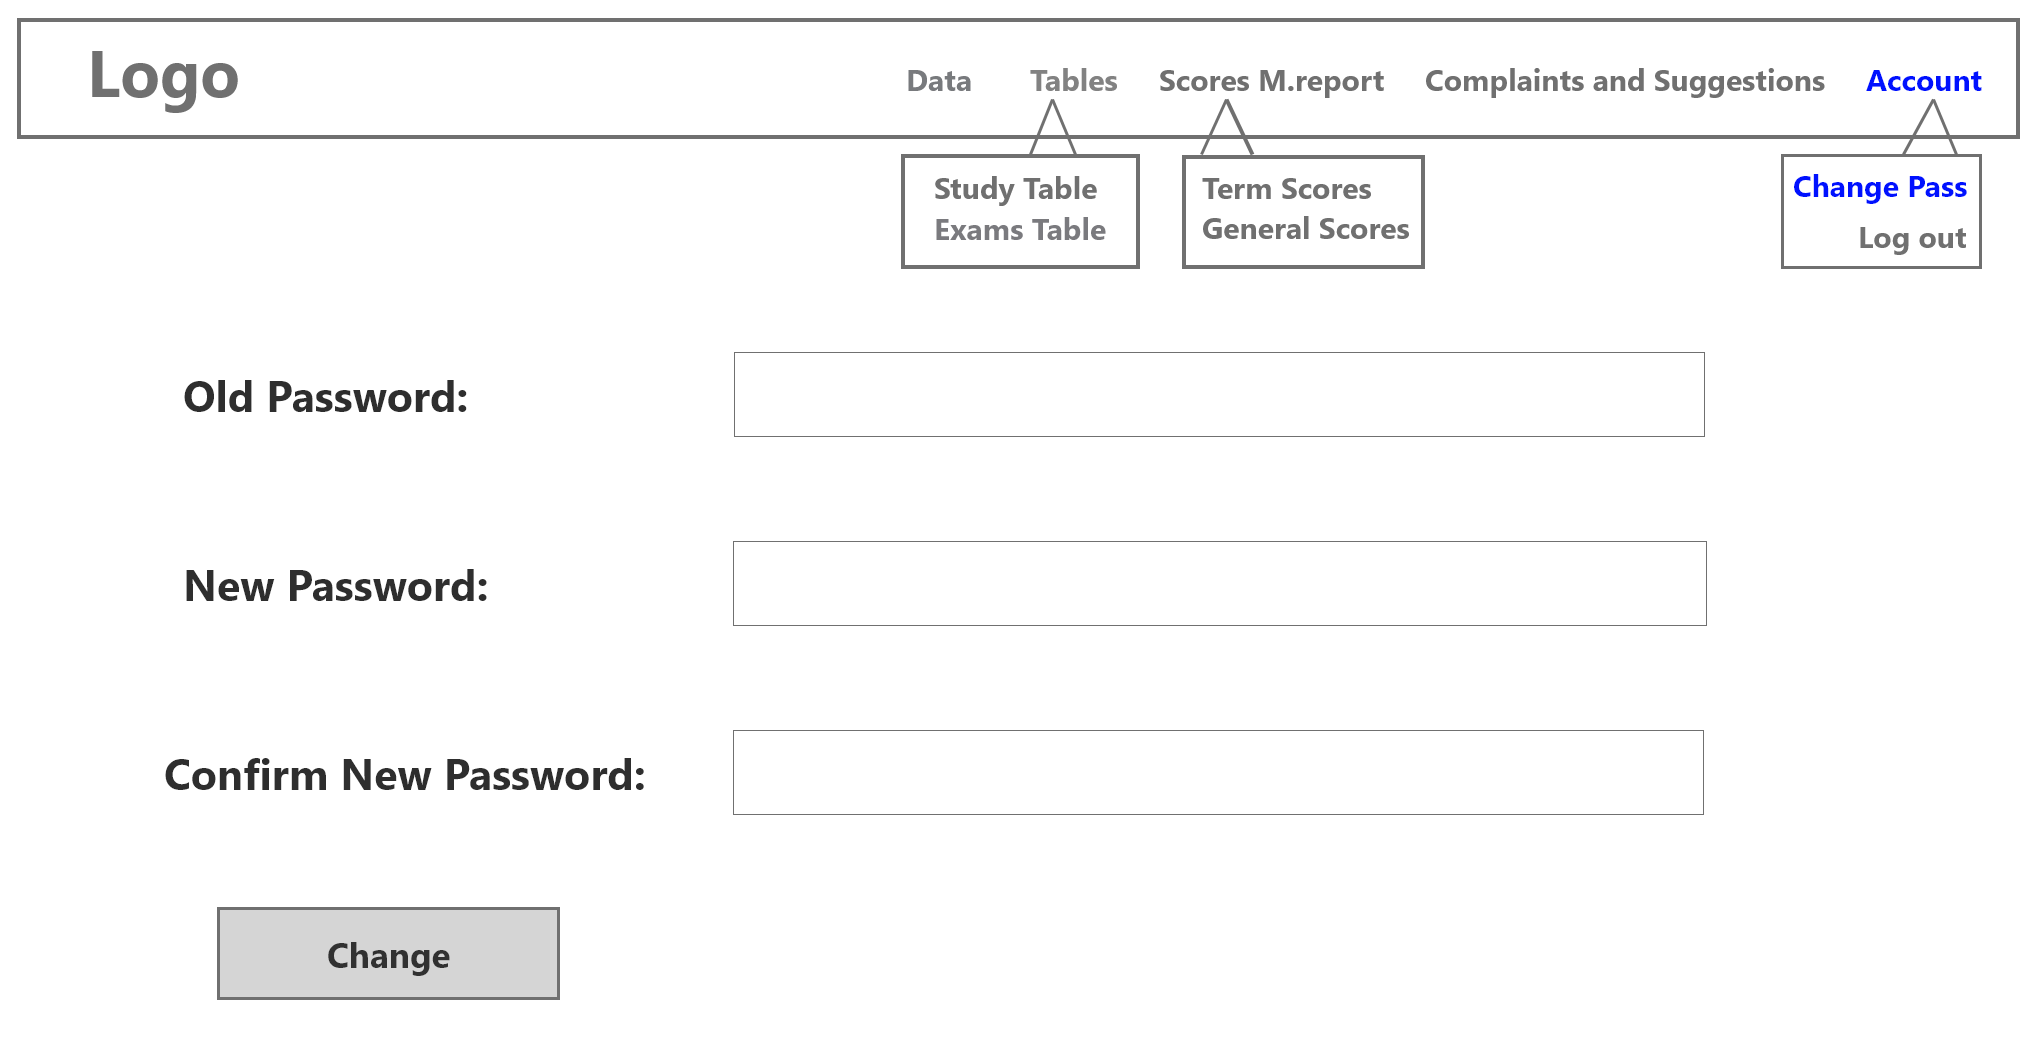 Logo
Data
Tables
Scores M.report
Complaints and Suggestions
Account
Study Table
Exams Table
Term Scores
General Scores
Change Pass
Log out
Old Password:
New Password:
Confirm New Password:
Change